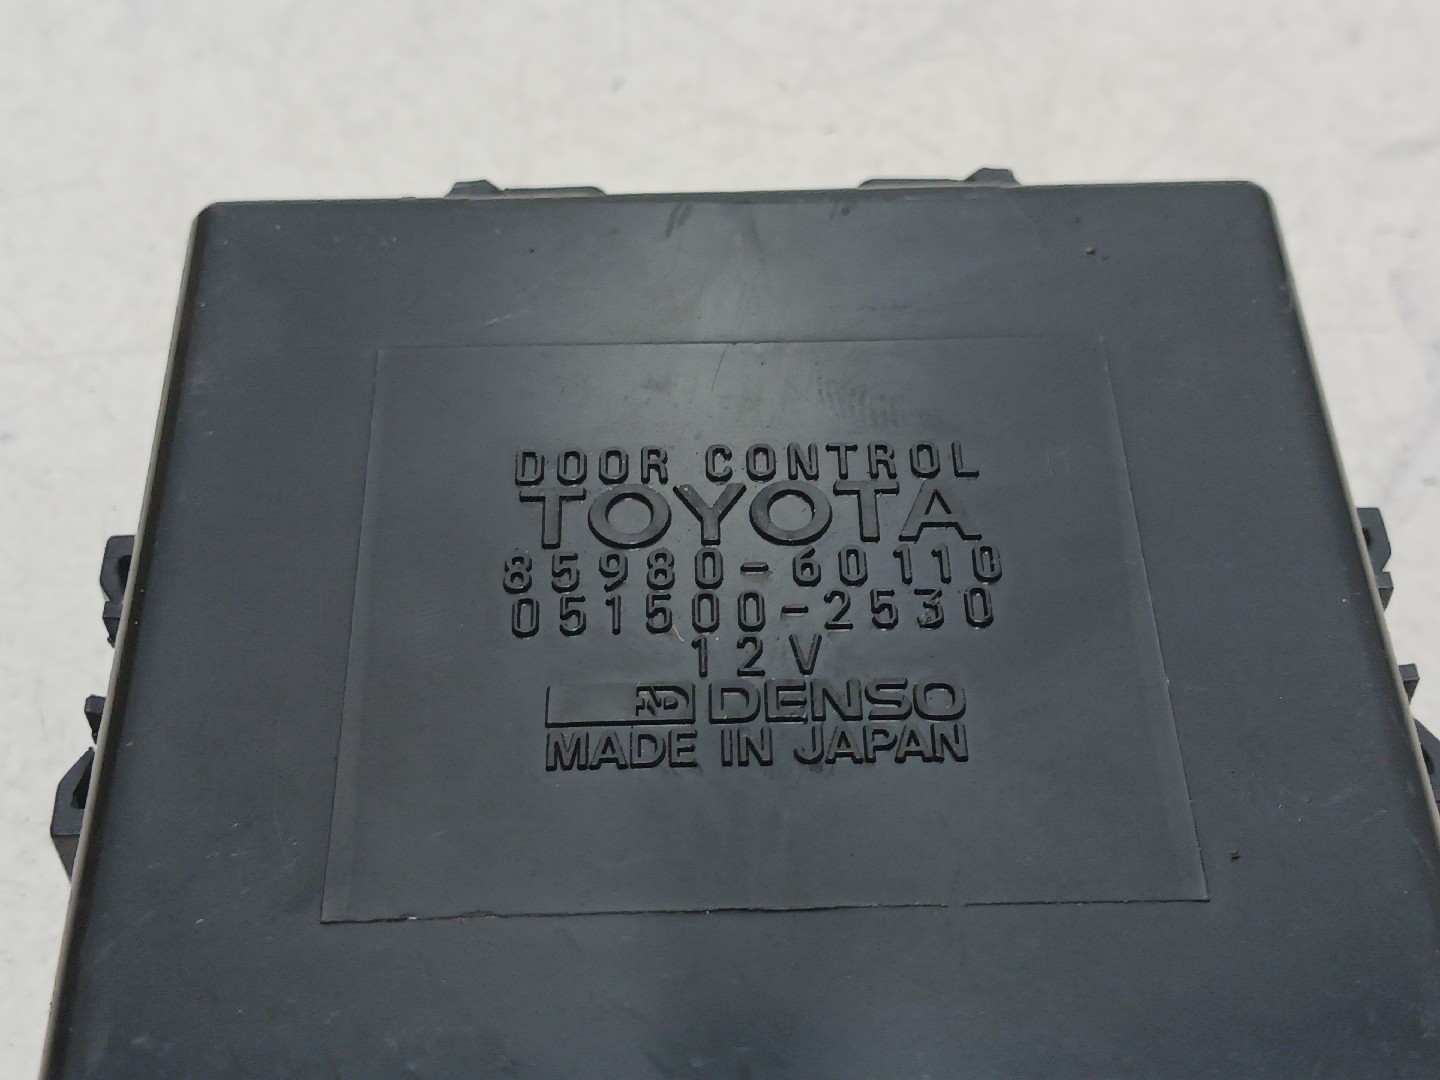 DOOR CONTROL
TOYOTA
85980-60110
051500-2530
12V
ND DENSO
MADE IN JAPAN